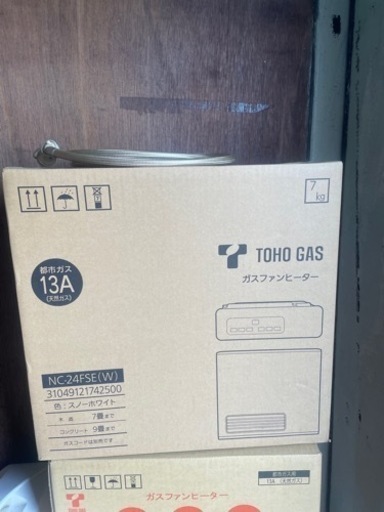 7
kg
都市ガス
13A
(天然ガス)
TOHO GAS
ガスファンヒーター
NC-24FSE(W)
31049121742500
色:スノーホワイト
木造 7畳まで
コンクリート 9畳まで
ガスコードは別売です
都市ガス用
13A (天然ガス)
ガスファンヒーター